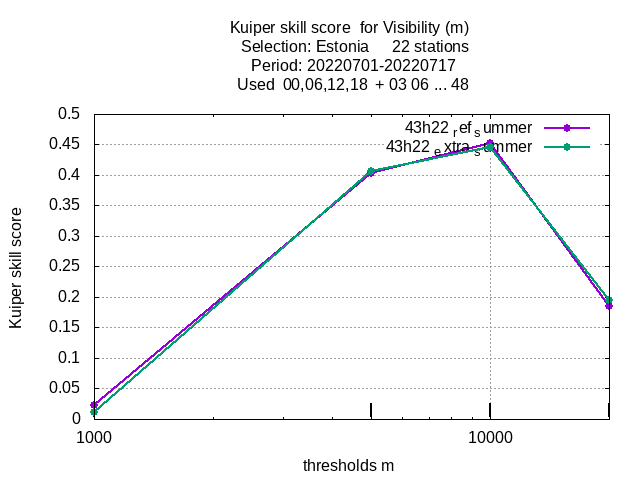 Kuiper skill score  for Visibility (m)
Selection: Estonia     22 stations
Period: 20220701-20220717
Used  00,06,12,18  + 03 06 ... 48
0.5
43h22 ref summer
0.45
43h22 extra summer
0.4
0.35
0.3
0.25
0.2
0.15
0.1
0.05
0
Kuiper skill score
1000
10000
thresholds m